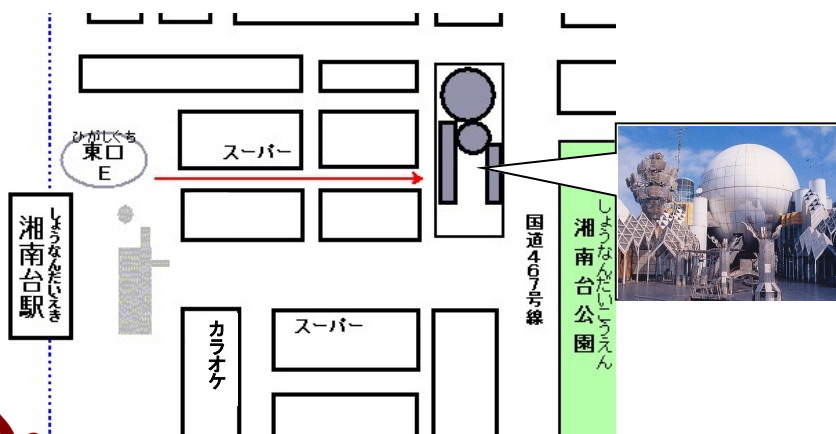 ひがしぐち
東口
E
スーパー
しょうなんだいえき
湘南台駅
国道467号線
しょうなんだいこうえん
湘南台公園
カラオケ
スーパー